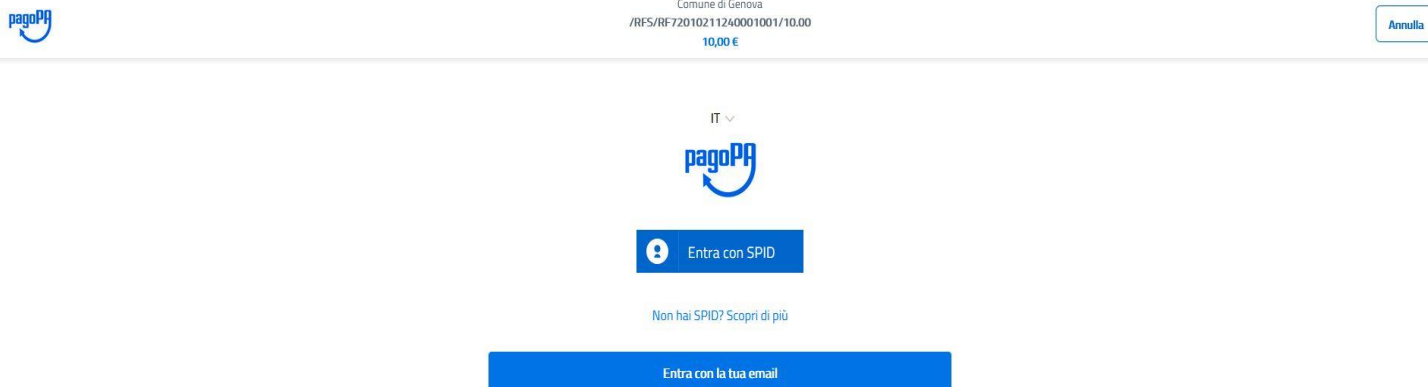 pagoPA
Comune di Genova
/RFS/RF72010211240001001/10.00
10,00 €
Annulla
IT
pagoPA
Entra con SPID
Non hai SPID? Scopri di più
Entra con la tua email